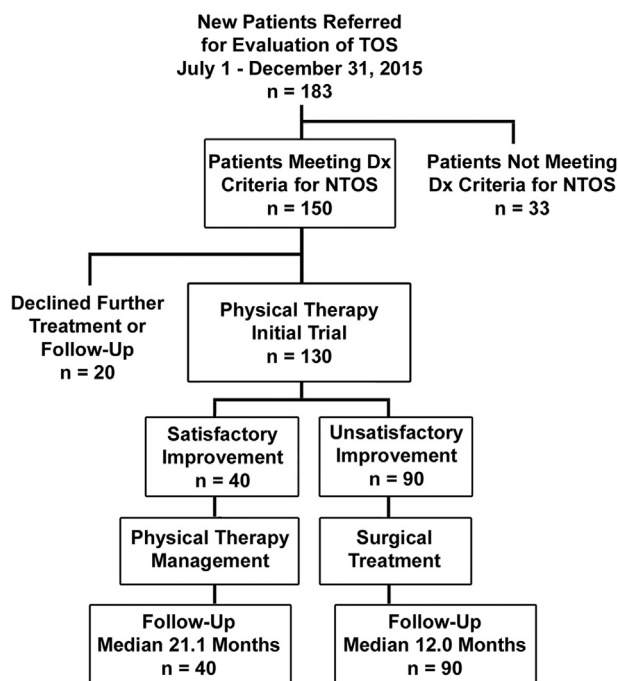 New Patients Referred
for Evaluation of TOS
July 1 - December 31, 2015
n = 183
Patients Meeting Dx
Criteria for NTOS
n = 150
Patients Not Meeting
Dx Criteria for NTOS
n = 33
Declined Further
Treatment or
Follow-Up
n = 20
Physical Therapy
Initial Trial
n = 130
Satisfactory
Improvement
n = 40
Unsatisfactory
Improvement
n = 90
Physical Therapy
Management
Surgical
Treatment
Follow-Up
Median 21.1 Months
n = 40
Follow-Up
Median 12.0 Months
n = 90